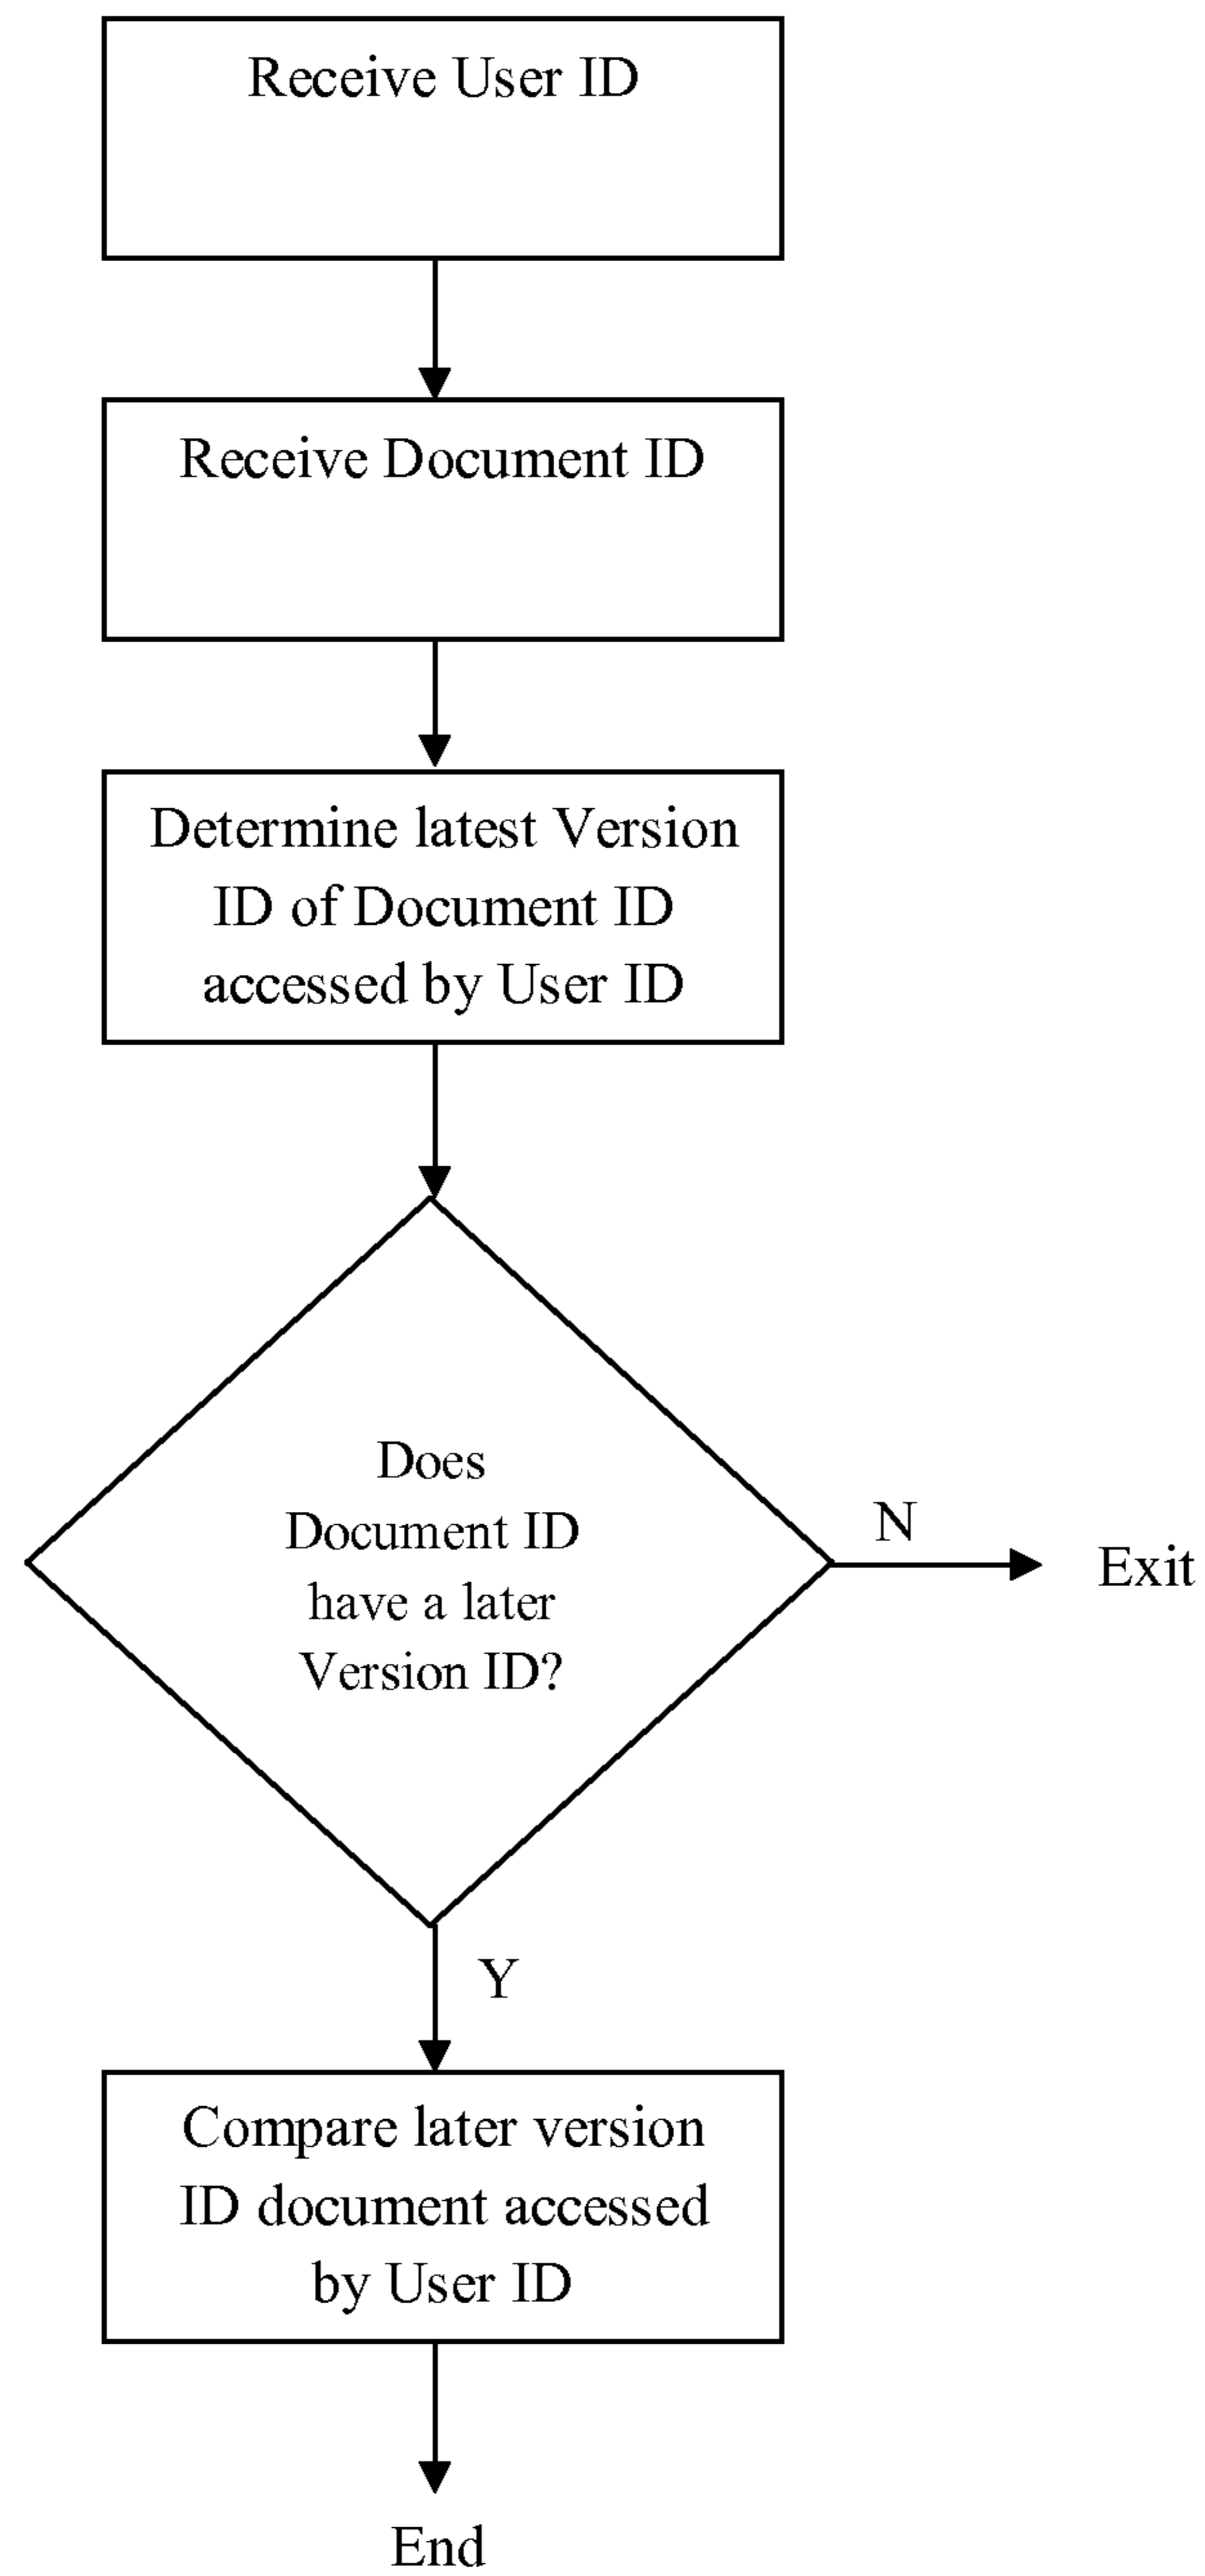 Receive User ID
Receive Document ID
Determine latest Version
ID of Document ID
accessed by User ID
Does
Document ID
have a later
Version ID?
N
Exit
Y
Compare later version
ID document accessed
by User ID
End